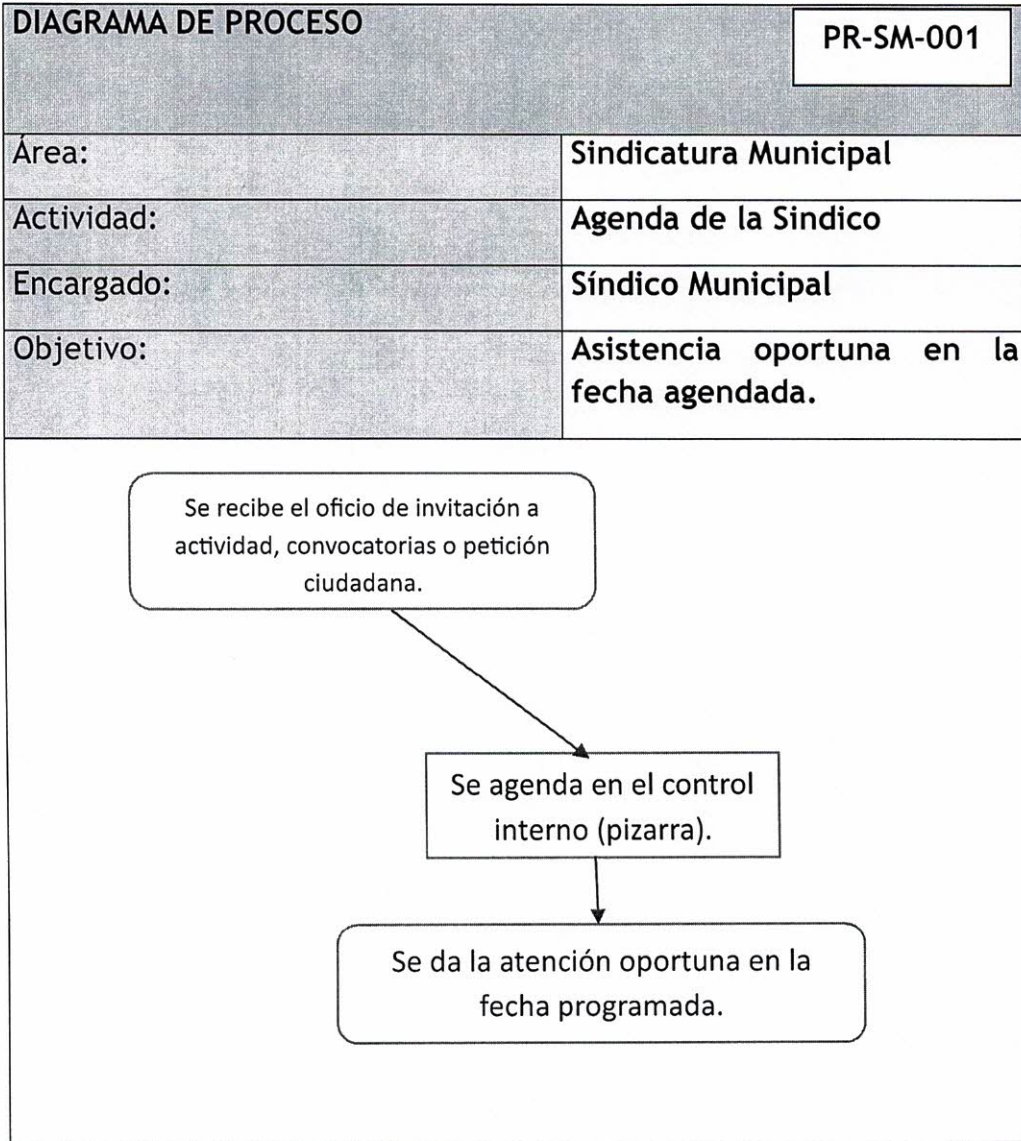 DIAGRAMA DE PROCESO
PR-SM-001
Área:
Sindicatura Municipal
Actividad:
Agenda de la Sindico
Encargado:
Síndico Municipal
Objetivo:
Asistencia oportuna en la
fecha agendada.
Se recibe el oficio de invitación a
actividad, convocatorias o petición
ciudadana.
Se agenda en el control
interno (pizarra).
Se da la atención oportuna en la
fecha programada.